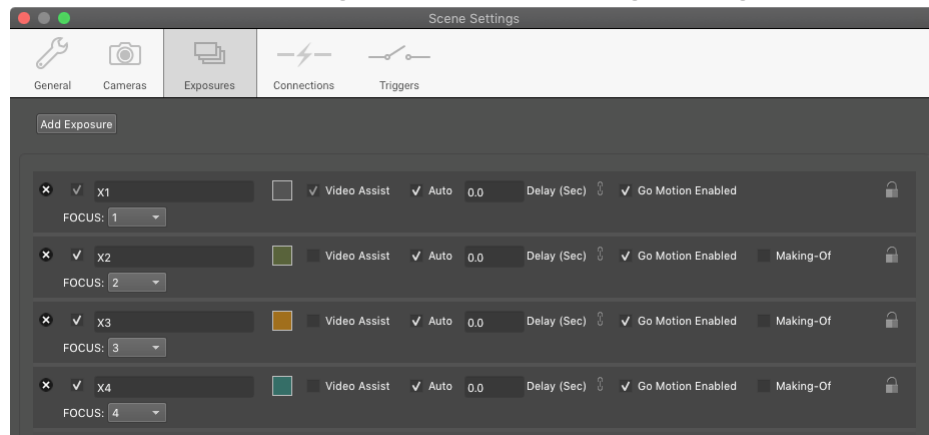 Scene Settings
General Cameras Exposures Connections Triggers
Add Exposure
X1 Video Assist Auto 0.0 Delay (Sec) Go Motion Enabled
FOCUS: 1
X2 Video Assist Auto 0.0 Delay (Sec) Go Motion Enabled Making-Of
FOCUS: 2
X3 Video Assist Auto 0.0 Delay (Sec) Go Motion Enabled Making-Of
FOCUS: 3
X4 Video Assist Auto 0.0 Delay (Sec) Go Motion Enabled Making-Of
FOCUS: 4